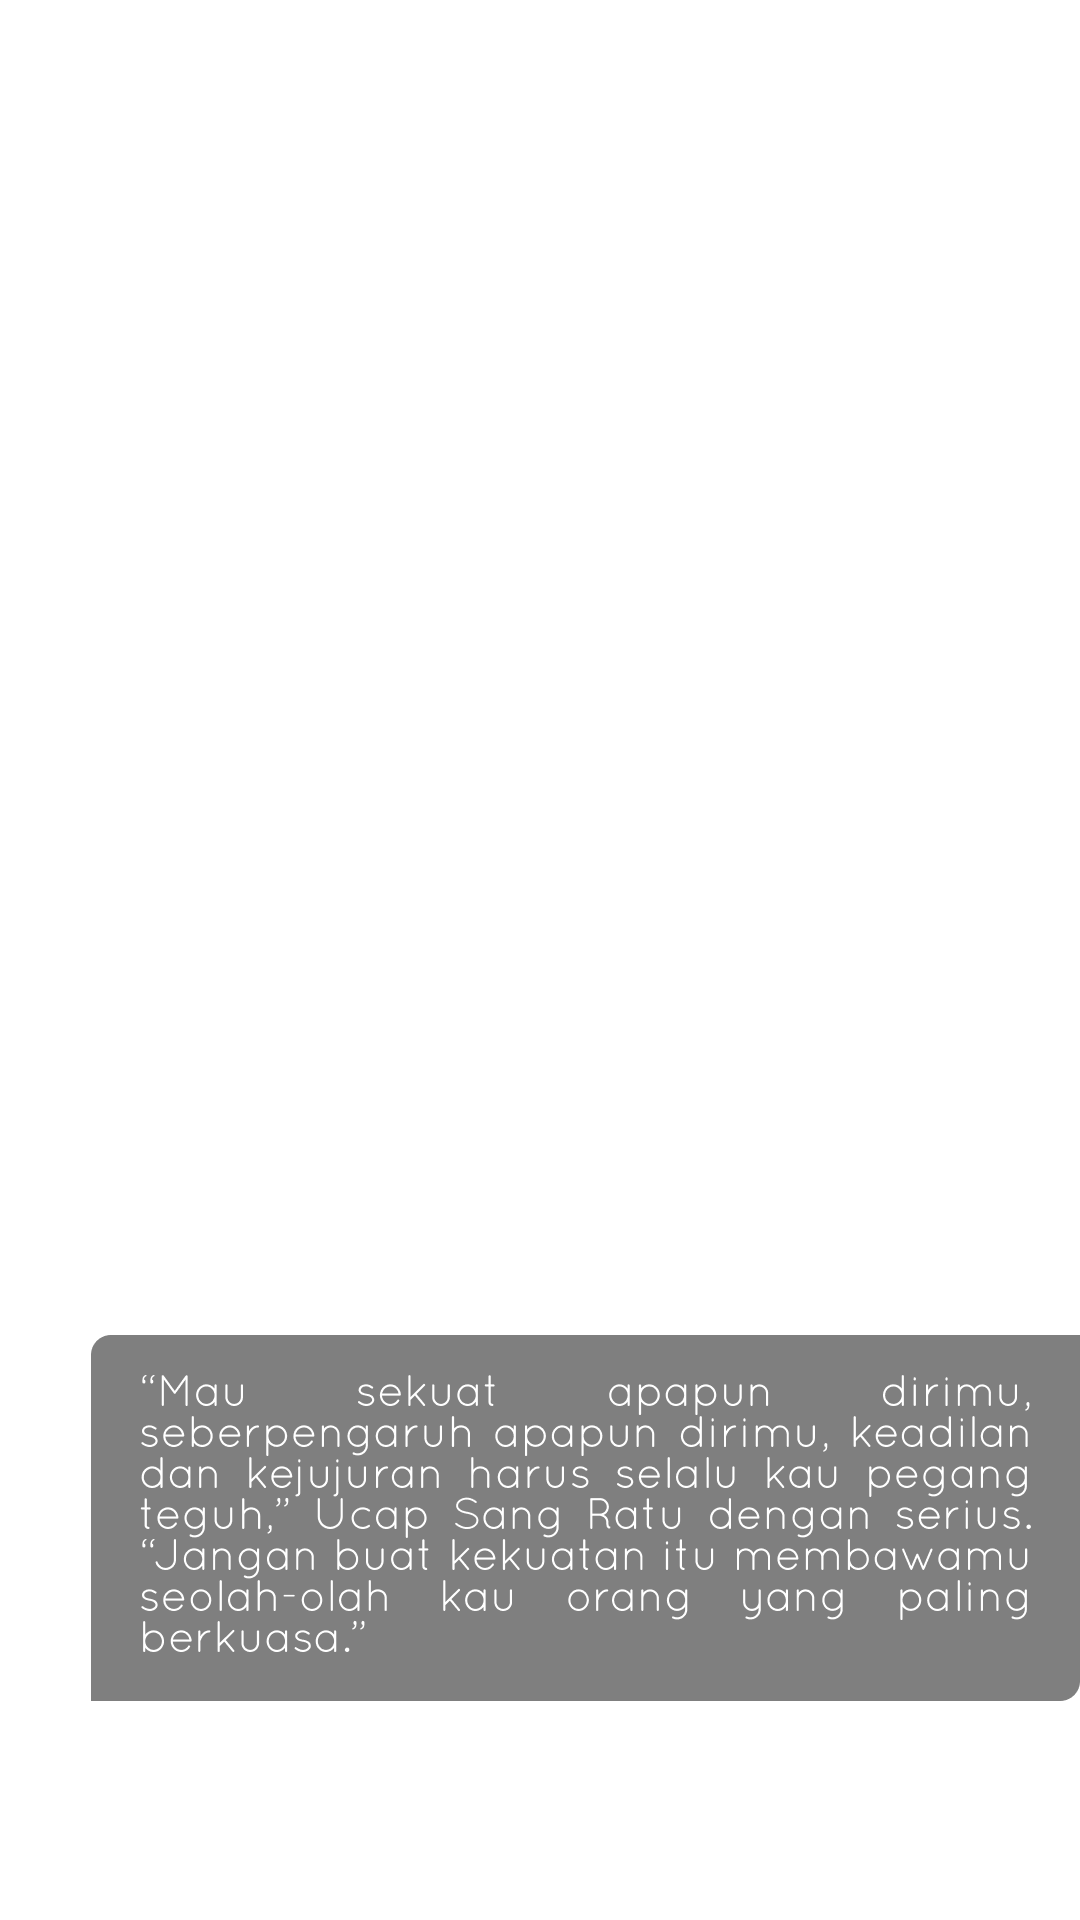 “Mau sekuat apapun dirimu,
seberpengaruh apapun dirimu, keadilan
dan kejujuran harus selalu kau pegang
teguh,” Ucap Sang Ratu dengan serius.
“Jangan buat kekuatan itu membawamu
seolah-olah kau orang yang paling
berkuasa.”